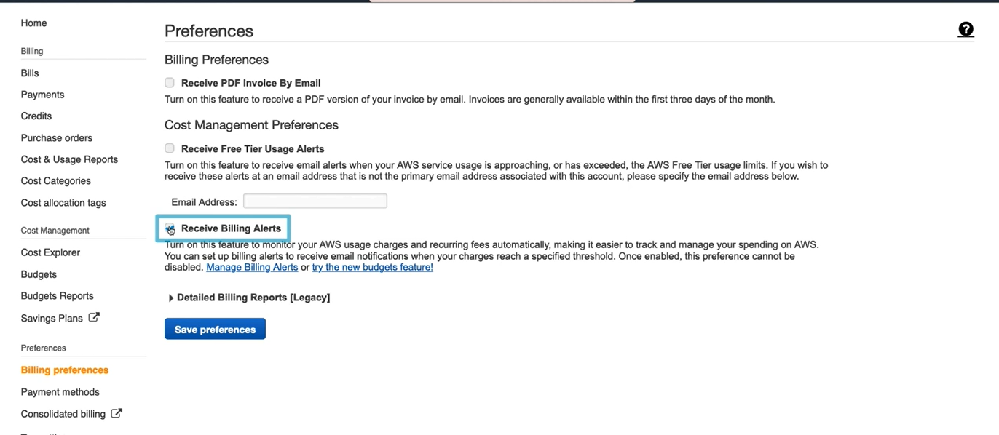 Home
Billing
Bills
Payments
Credits
Purchase orders
Cost & Usage Reports
Cost Categories
Cost allocation tags
Cost Management
Cost Explorer
Budgets
Budgets Reports
Savings Plans
Preferences
Billing preferences
Payment methods
Consolidated billing
Preferences
Billing Preferences
Receive PDF Invoice By Email
Turn on this feature to receive a PDF version of your invoice by email. Invoices are generally available within the first three days of the month.
Cost Management Preferences
Receive Free Tier Usage Alerts
Turn on this feature to receive email alerts when your AWS service usage is approaching, or has exceeded, the AWS Free Tier usage limits. If you wish to
receive these alerts at an email address that is not the primary email address associated with this account, please specify the email address below.
Email Address:
Receive Billing Alerts
Turn on this feature to monitor your AWS usage charges and recurring fees automatically, making it easier to track and manage your spending on AWS.
You can set up billing alerts to receive email notifications when your charges reach a specified threshold. Once enabled, this preference cannot be
disabled. Manage Billing Alerts or try the new budgets feature!
Detailed Billing Reports [Legacy]
Save preferences